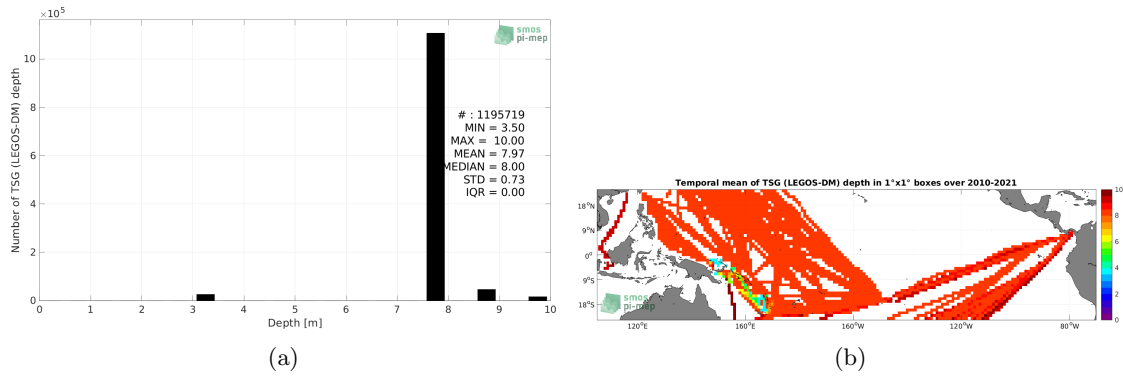 ×10⁵
smos
pi-mep
10
8
6
4
2
0
Number of TSG (LEGOS-DM) depth
# : 1195719
MIN = 3.50
MAX = 10.00
MEAN = 7.97
MEDIAN = 8.00
STD = 0.73
IQR = 0.00
0 1 2 3 4 5 6 7 8 9 10
Depth [m]
(a)
Temporal mean of TSG (LEGOS-DM) depth in 1°x1° boxes over 2010-2021
18°N
9°N
0°
9°S
18°S
smos
pi-mep
120°E 160°E 160°W 120°W 80°W
10
8
6
4
2
0
(b)